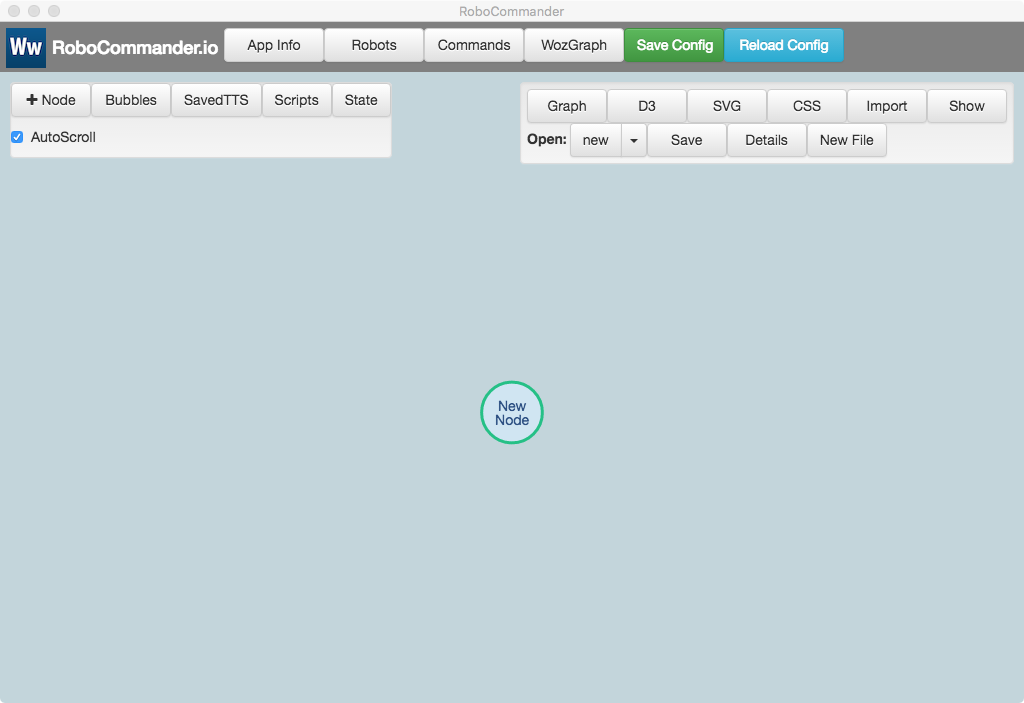 RoboCommander
Ww RoboCommander.io App Info Robots Commands WozGraph Save Config Reload Config
+ Node Bubbles SavedTTS Scripts State
AutoScroll
Graph D3 SVG CSS Import Show
Open: new Save Details New File
New
Node